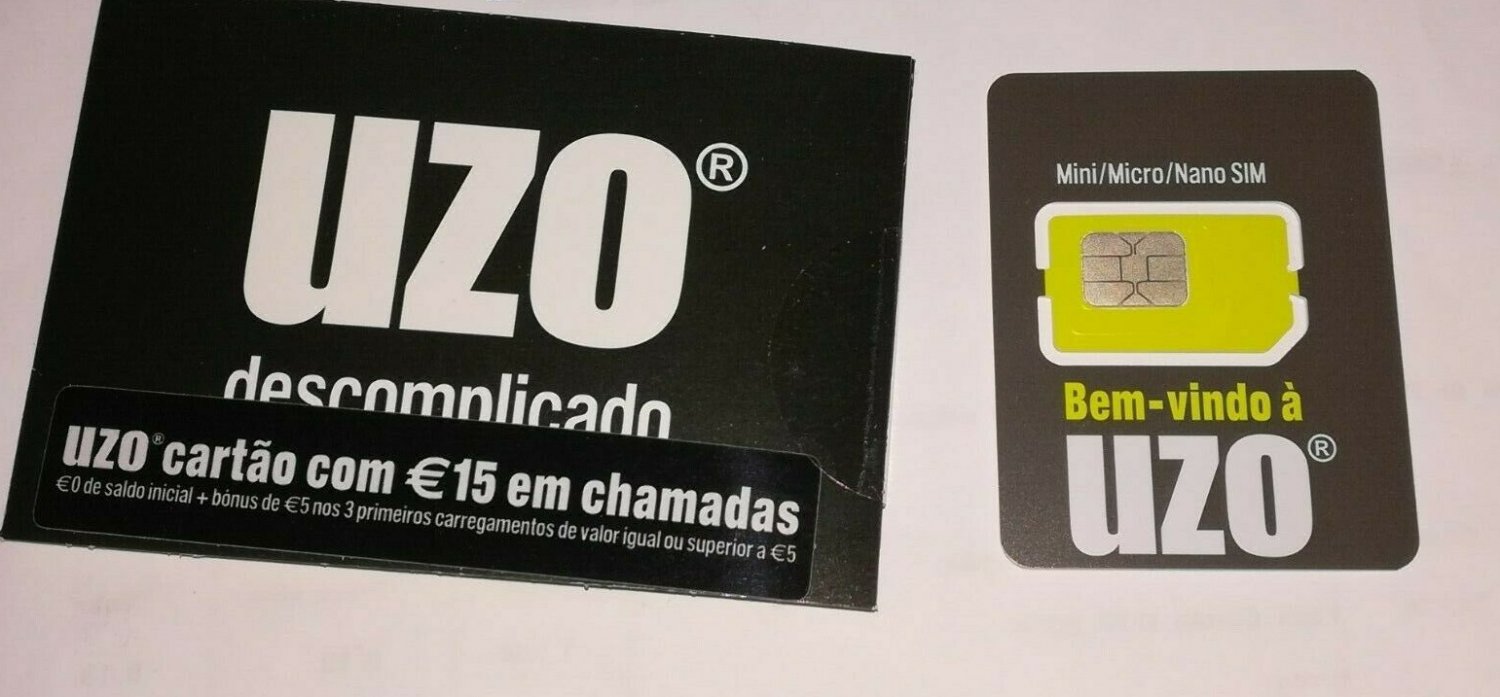 uzo®
descomplicado
uzo® cartão com €15 em chamadas
€0 de saldo inicial + bónus de €5 nos 3 primeiros carregamentos de valor igual ou superior a €5
Mini/Micro/Nano SIM
Bem-vindo à
uzo®